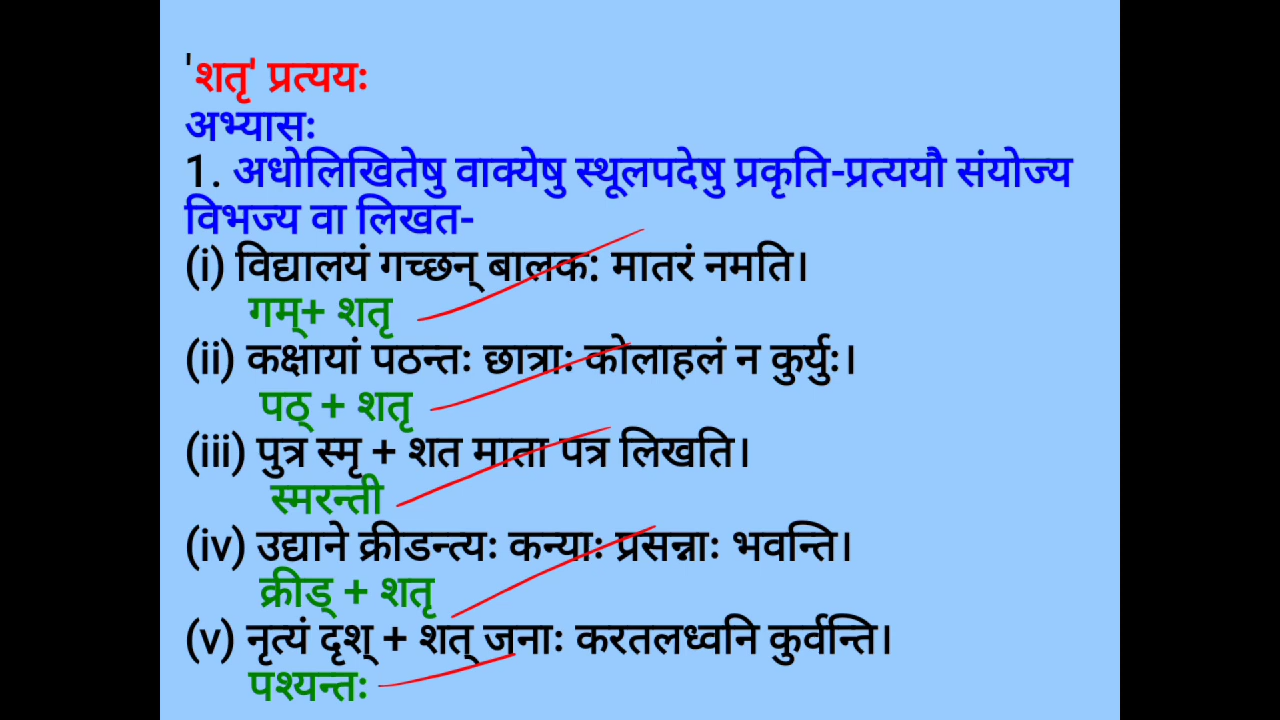 'शतृ' प्रत्ययः
अभ्यासः
1. अधोलिखितेषु वाक्येषु स्थूलपदेषु प्रकृति-प्रत्ययौ संयोज्य
विभज्य वा लिखत-
(i) विद्यालयं गच्छन् बालक: मातरं नमति।
गम्+ शतृ
(ii) कक्षायां पठन्तः छात्राः कोलाहलं न कुर्युः।
पठ् + शतृ
(iii) पुत्र स्मृ + शत माता पत्र लिखति।
स्मरन्ती
(iv) उद्याने क्रीडन्त्यः कन्याः प्रसन्नाः भवन्ति।
क्रीड् + शतृ
(v) नृत्यं दृश् + शत् जनाः करतलध्वनि कुर्वन्ति।
पश्यन्तः